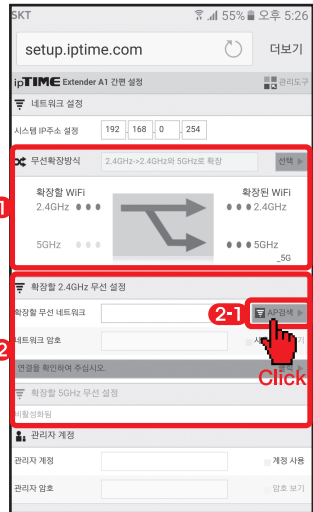 SKT 55% 오후 5:26
setup.iptime.com 더보기
ipTIME Extender A1 간편 설정 관리도구
네트워크 설정
시스템 IP주소 설정 192 168 0 254
무선확장방식 2.4GHz->2.4GHz와 5GHz로 확장 선택
1
확장할 WiFi 확장된 WiFi
2.4GHz 2.4GHz
5GHz 5GHz
_5G
2
확장할 2.4GHz 무선 설정
확장할 무선 네트워크 2-1 AP검색
네트워크 암호
Click
연결을 확인하여 주십시오.
확장할 5GHz 무선 설정
비활성화됨
관리자 계정
관리자 계정 계정 사용
관리자 암호 암호 보기